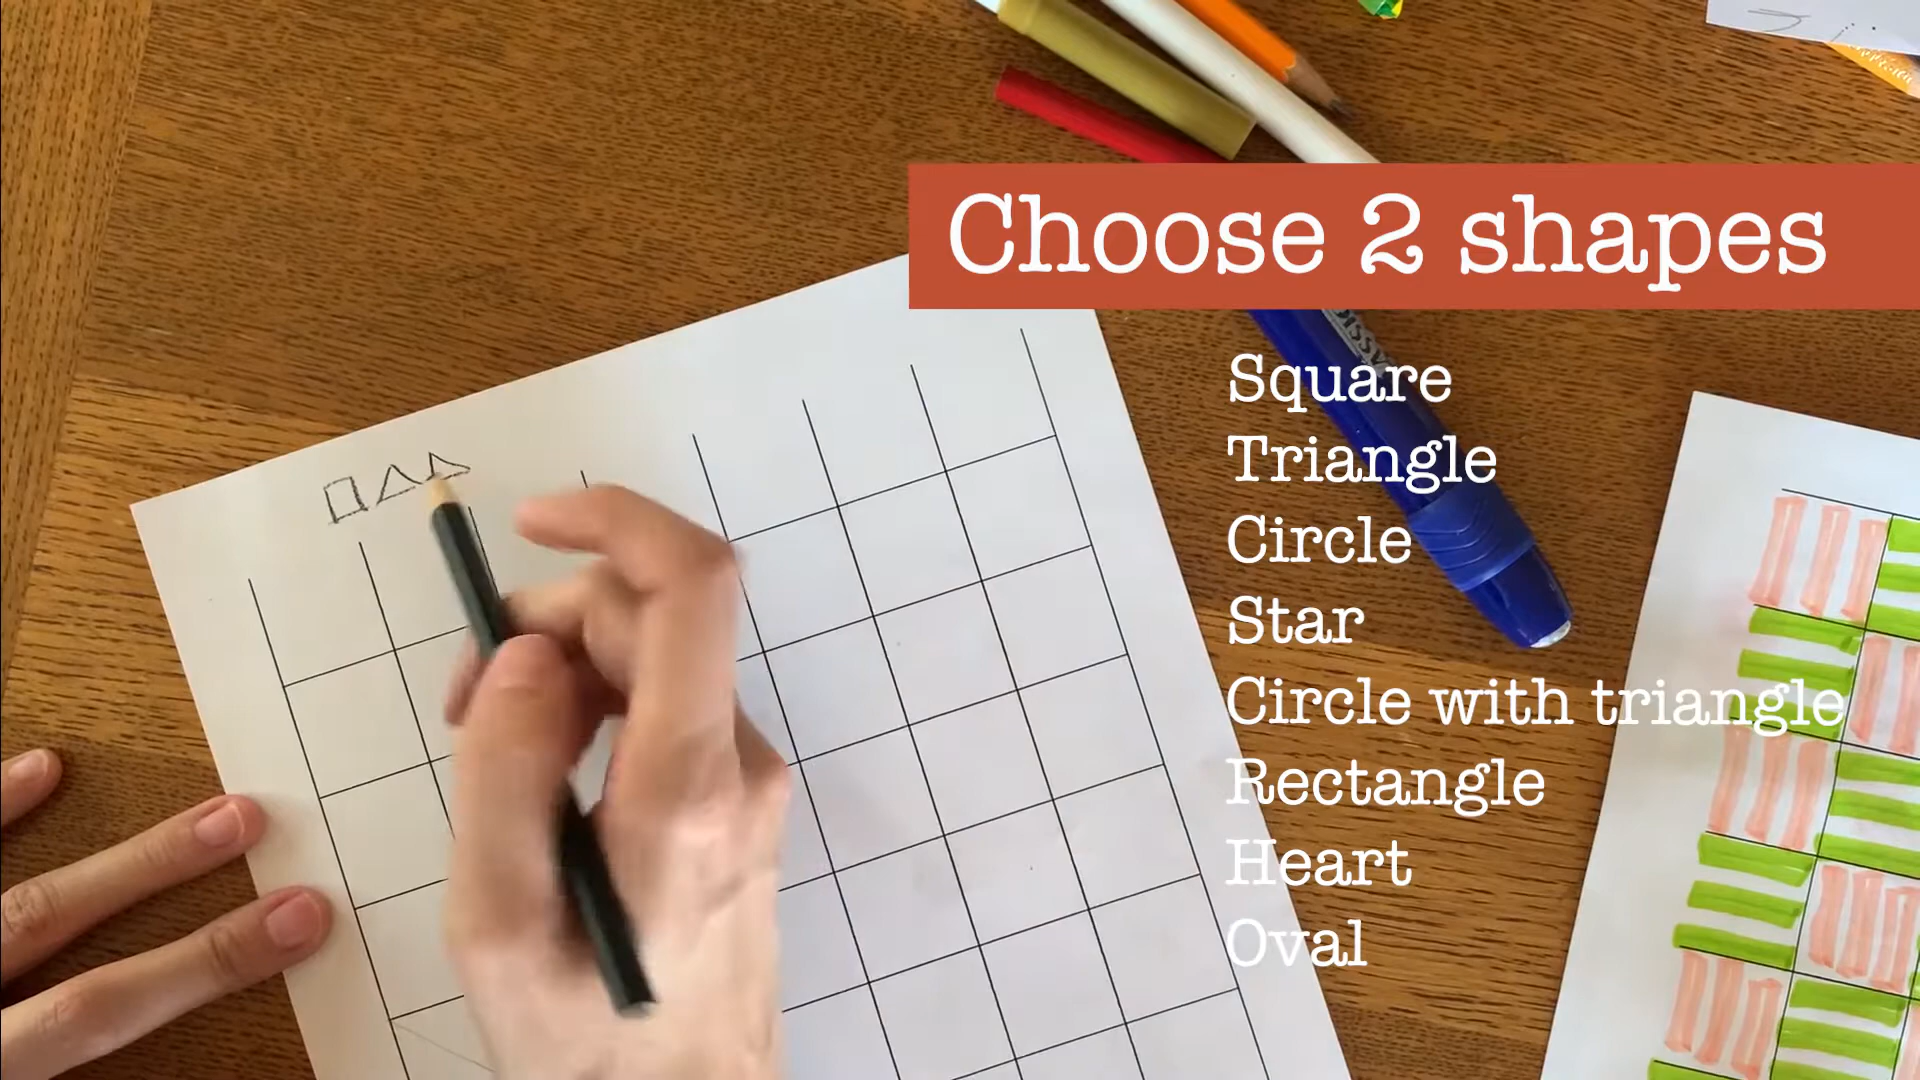 Choose 2 shapes
Square
Triangle
Circle
Star
Circle with triangle
Rectangle
Heart
Oval